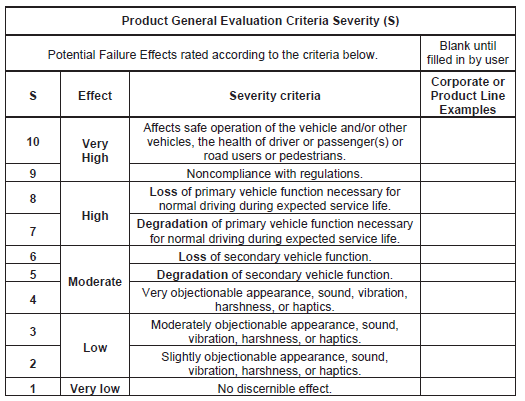 Product General Evaluation Criteria Severity (S)
Potential Failure Effects rated according to the criteria below.
Blank until
filled in by user
S
Effect
Severity criteria
Corporate or
Product Line
Examples
10
Very
High
Affects safe operation of the vehicle and/or other
vehicles, the health of driver or passenger(s) or
road users or pedestrians.
9
Noncompliance with regulations.
8
High
Loss of primary vehicle function necessary for
normal driving during expected service life.
7
Degradation of primary vehicle function necessary
for normal driving during expected service life.
6
Moderate
Loss of secondary vehicle function.
5
Degradation of secondary vehicle function.
4
Very objectionable appearance, sound, vibration,
harshness, or haptics.
3
Low
Moderately objectionable appearance, sound,
vibration, harshness, or haptics.
2
Slightly objectionable appearance, sound,
vibration, harshness, or haptics.
1
Very low
No discernible effect.